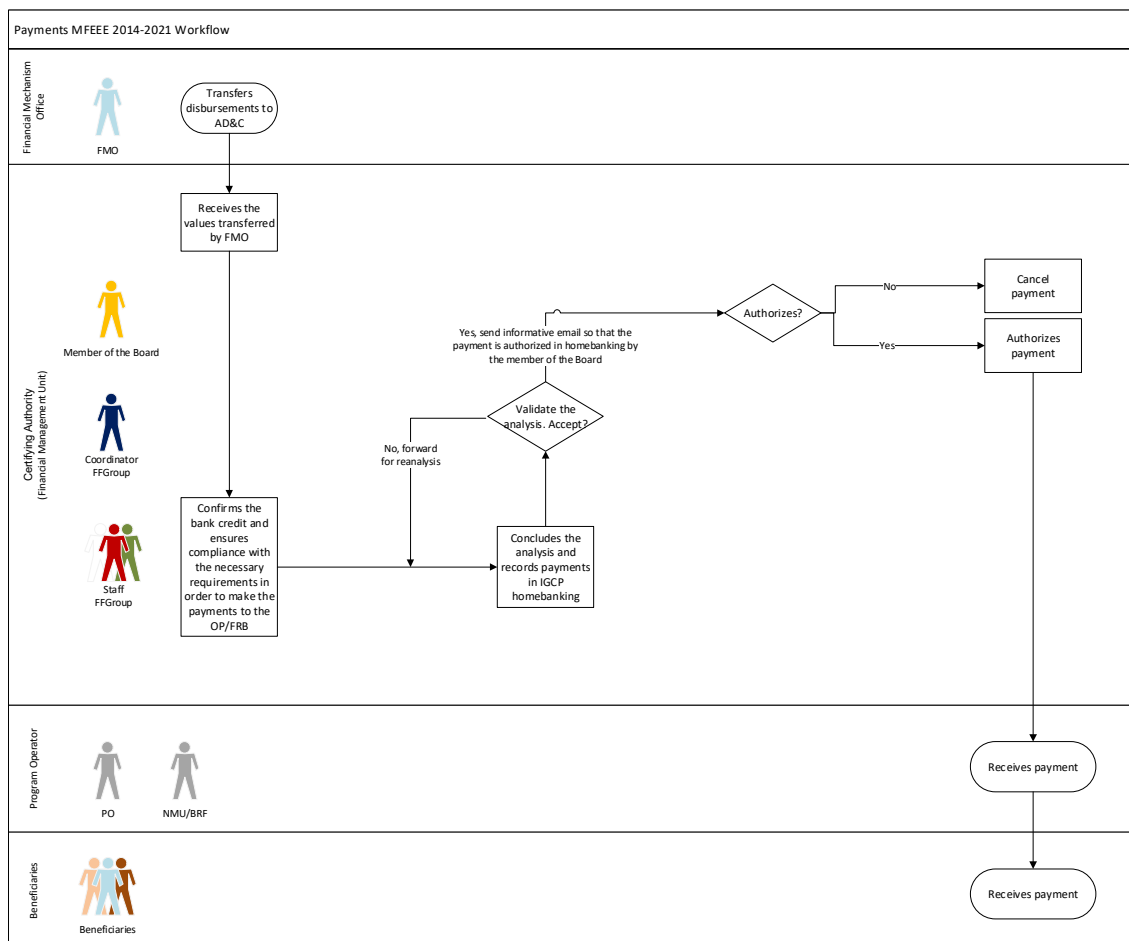 Payments MFEEE 2014-2021 Workflow
Financial Mechanism
Office
FMO
Transfers
disbursements to
AD&C
Certifying Authority
(Financial Management Unit)
Receives the
values transferred
by FMO
Member of the Board
Authorizes?
No
Yes
Cancel
payment
Authorizes
payment
Yes, send informative email so that the
payment is authorized in homebanking by
the member of the Board
Coordinator
FFGroup
Validate the
analysis. Accept?
No, forward
for reanalysis
Staff
FFGroup
Confirms the
bank credit and
ensures
compliance with
the necessary
requirements in
order to make the
payments to the
OP/FRB
Concludes the
analysis and
records payments
in IGCP
homebanking
Program Operator
PO
NMU/BRF
Receives payment
Beneficiaries
Beneficiaries
Receives payment